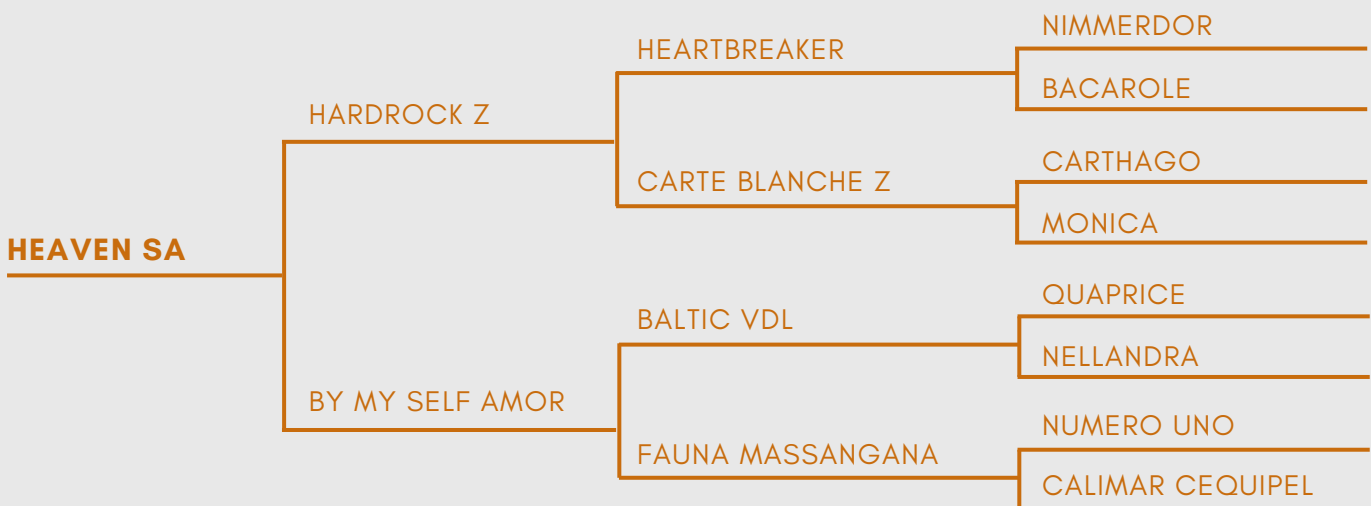 HEAVEN SA
HARDROCK Z
BY MY SELF AMOR
HEARTBREAKER
CARTE BLANCHE Z
BALTIC VDL
FAUNA MASSANGANA
NIMMERDOR
BACAROLE
CARTHAGO
MONICA
QUAPRICE
NELLANDRA
NUMERO UNO
CALIMAR CEQUIPEL